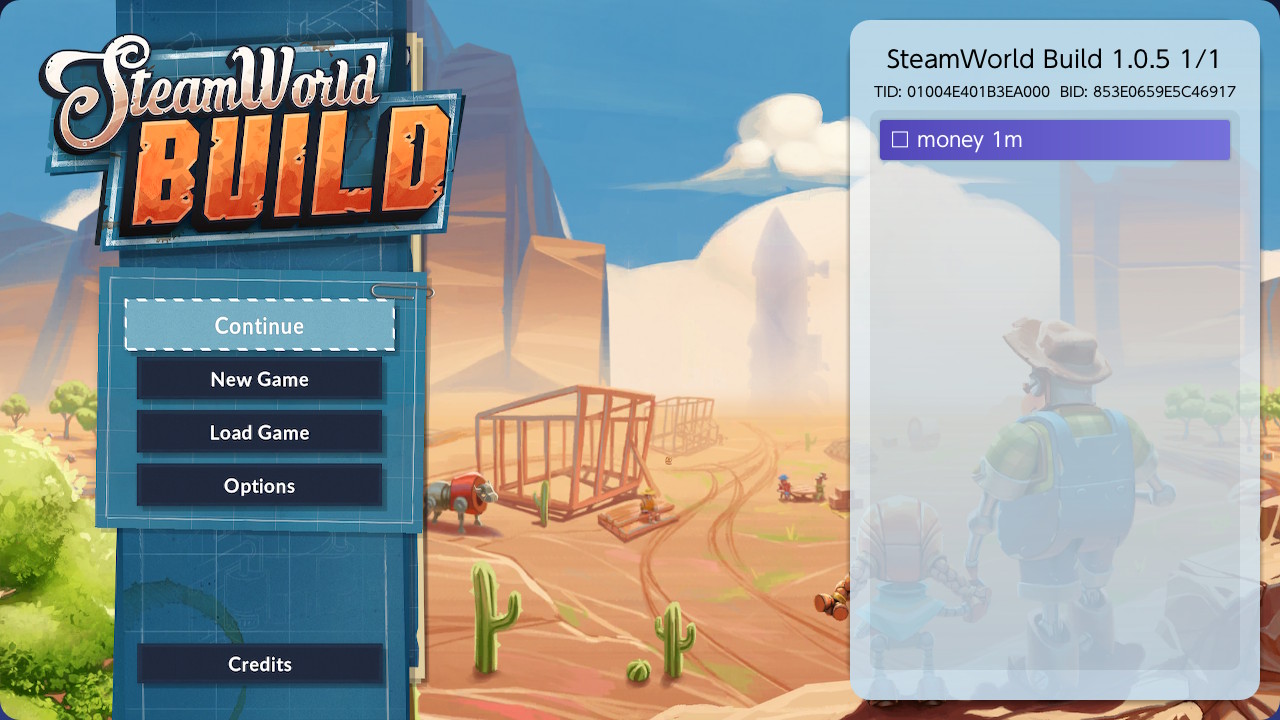 SteamWorld
BUILD
Continue
New Game
Load Game
Options
Credits
SteamWorld Build 1.0.5 1/1
TID: 01004E401B3EA000 BID: 853E0659E5C46917
money 1m